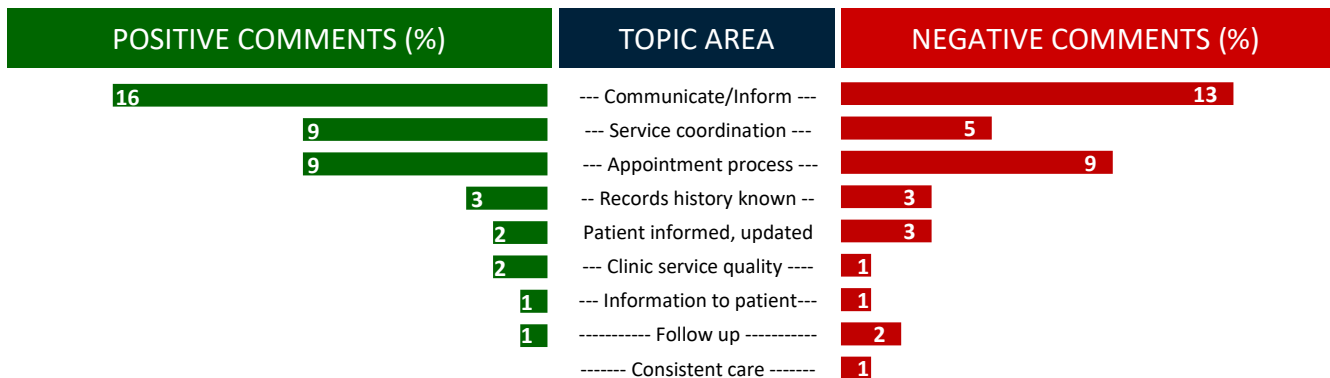 POSITIVE COMMENTS (%) TOPIC AREA NEGATIVE COMMENTS (%)
16 --- Communicate/Inform --- 13
9 --- Service coordination --- 5
9 --- Appointment process --- 9
3 -- Records history known -- 3
2 Patient informed, updated 3
2 --- Clinic service quality ---- 1
1 --- Information to patient--- 1
1 ----------- Follow up ----------- 2
------- Consistent care ------- 1